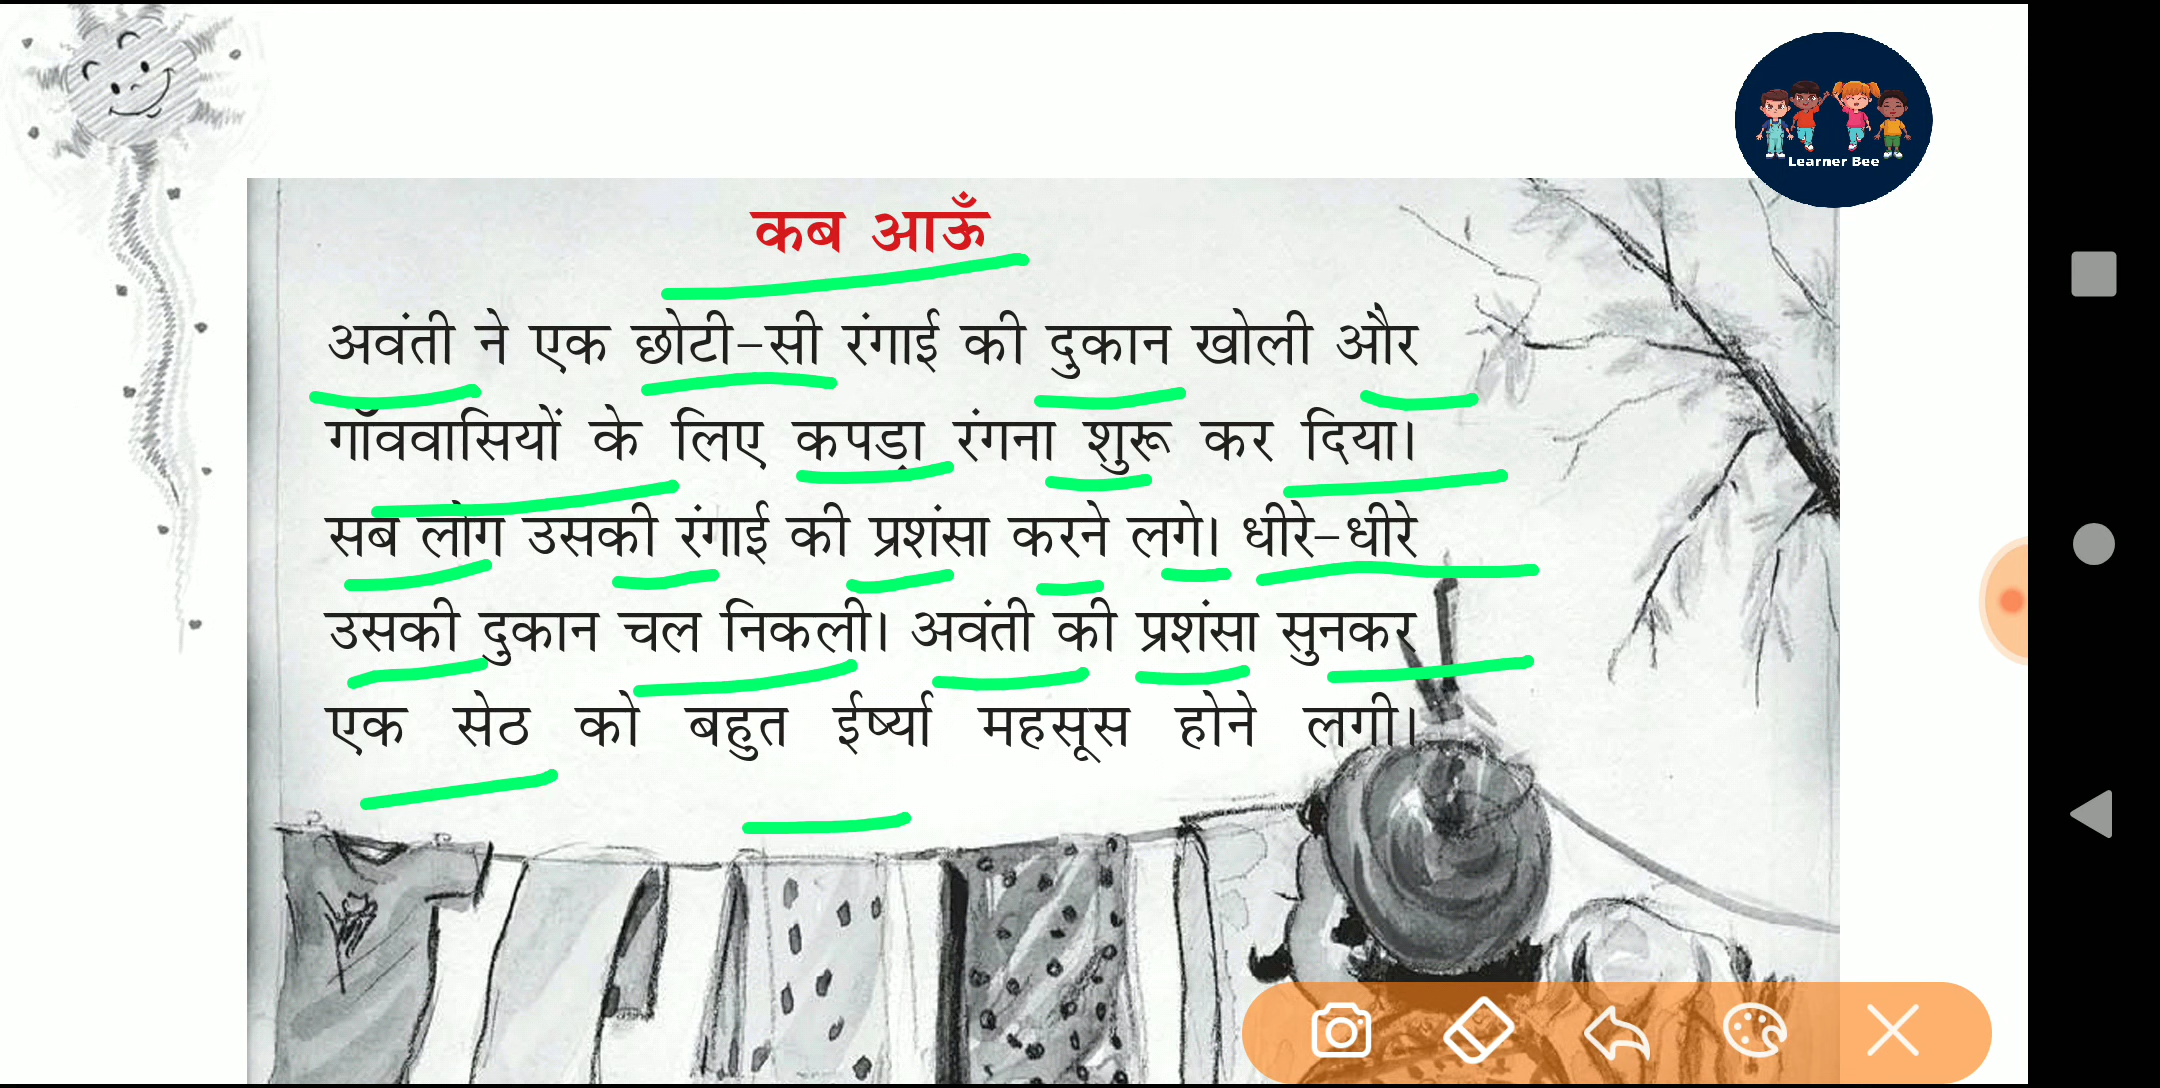 Learner Bee
कब आऊँ
अवंती ने एक छोटी-सी रंगाई की दुकान खोली और
गाँववासियों के लिए कपड़ा रंगना शुरू कर दिया।
सब लोग उसकी रंगाई की प्रशंसा करने लगे। धीरे-धीरे
उसकी दुकान चल निकली। अवंती की प्रशंसा सुनकर
एक सेठ को बहुत ईर्ष्या महसूस होने लगी।